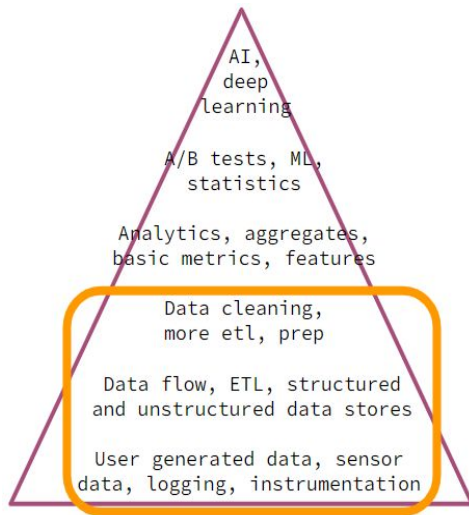 AI,
deep
learning
A/B tests, ML,
statistics
Analytics, aggregates,
basic metrics, features
Data cleaning,
more etl, prep
Data flow, ETL, structured
and unstructured data stores
User generated data, sensor
data, logging, instrumentation